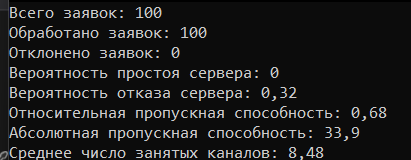 Всего заявок: 100
Обработано заявок: 100
Отклонено заявок: 0
Вероятность простоя сервера: 0
Вероятность отказа сервера: 0,32
Относительная пропускная способность: 0,68
Абсолютная пропускная способность: 33,9
Среднее число занятых каналов: 8,48